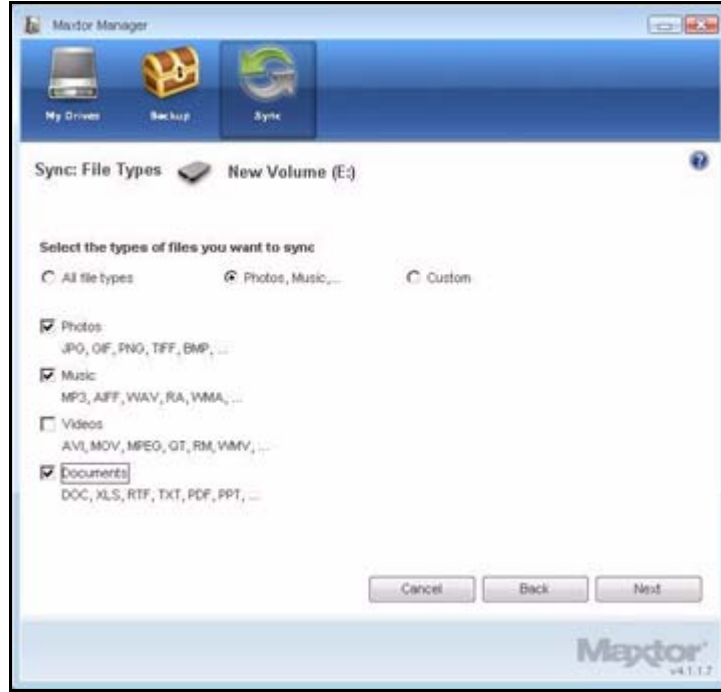 Maxtor Manager
My Drives Backup Sync
Sync: File Types New Volume (E:)
Select the types of files you want to sync
All file types Photos, Music,... Custom
Photos
JPG, GIF, PNG, TIFF, BMP, ...
Music
MP3, AIFF, WAV, RA, WMA, ...
Videos
AVI, MOV, MPEG, QT, RM, WMV, ...
Documents
DOC, XLS, RTF, TXT, PDF, PPT, ...
Cancel Back Next
Maxtor
v4.1.1.7